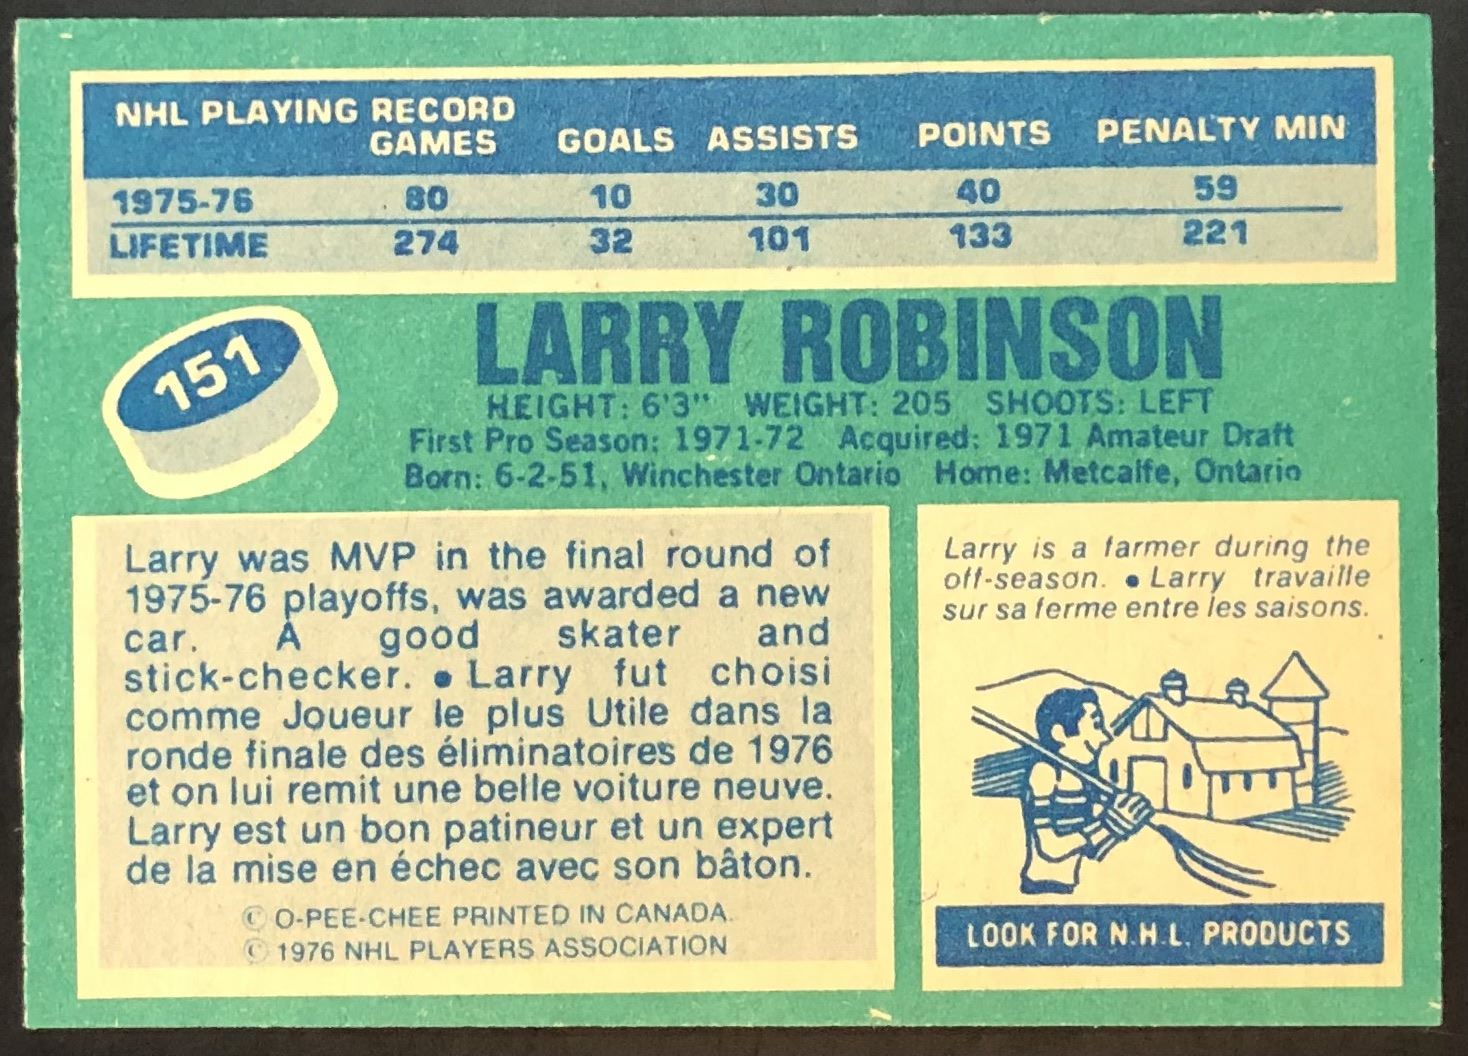 NHL PLAYING RECORD
GAMES GOALS ASSISTS POINTS PENALTY MIN
1975-76 80 10 30 40 59
LIFETIME 274 32 101 133 221
151
LARRY ROBINSON
HEIGHT: 6'3" WEIGHT: 205 SHOOTS: LEFT
First Pro Season: 1971-72 Acquired: 1971 Amateur Draft
Born: 6-2-51, Winchester Ontario Home: Metcalfe, Ontario
Larry was MVP in the final round of
1975-76 playoffs, was awarded a new
car. A good skater and
stick-checker. • Larry fut choisi
comme Joueur le plus Utile dans la
ronde finale des éliminatoires de 1976
et on lui remit une belle voiture neuve.
Larry est un bon patineur et un expert
de la mise en échec avec son bâton.
© O-PEE-CHEE PRINTED IN CANADA.
© 1976 NHL PLAYERS ASSOCIATION
Larry is a farmer during the
off-season. • Larry travaille
sur sa ferme entre les saisons.
LOOK FOR N.H.L. PRODUCTS